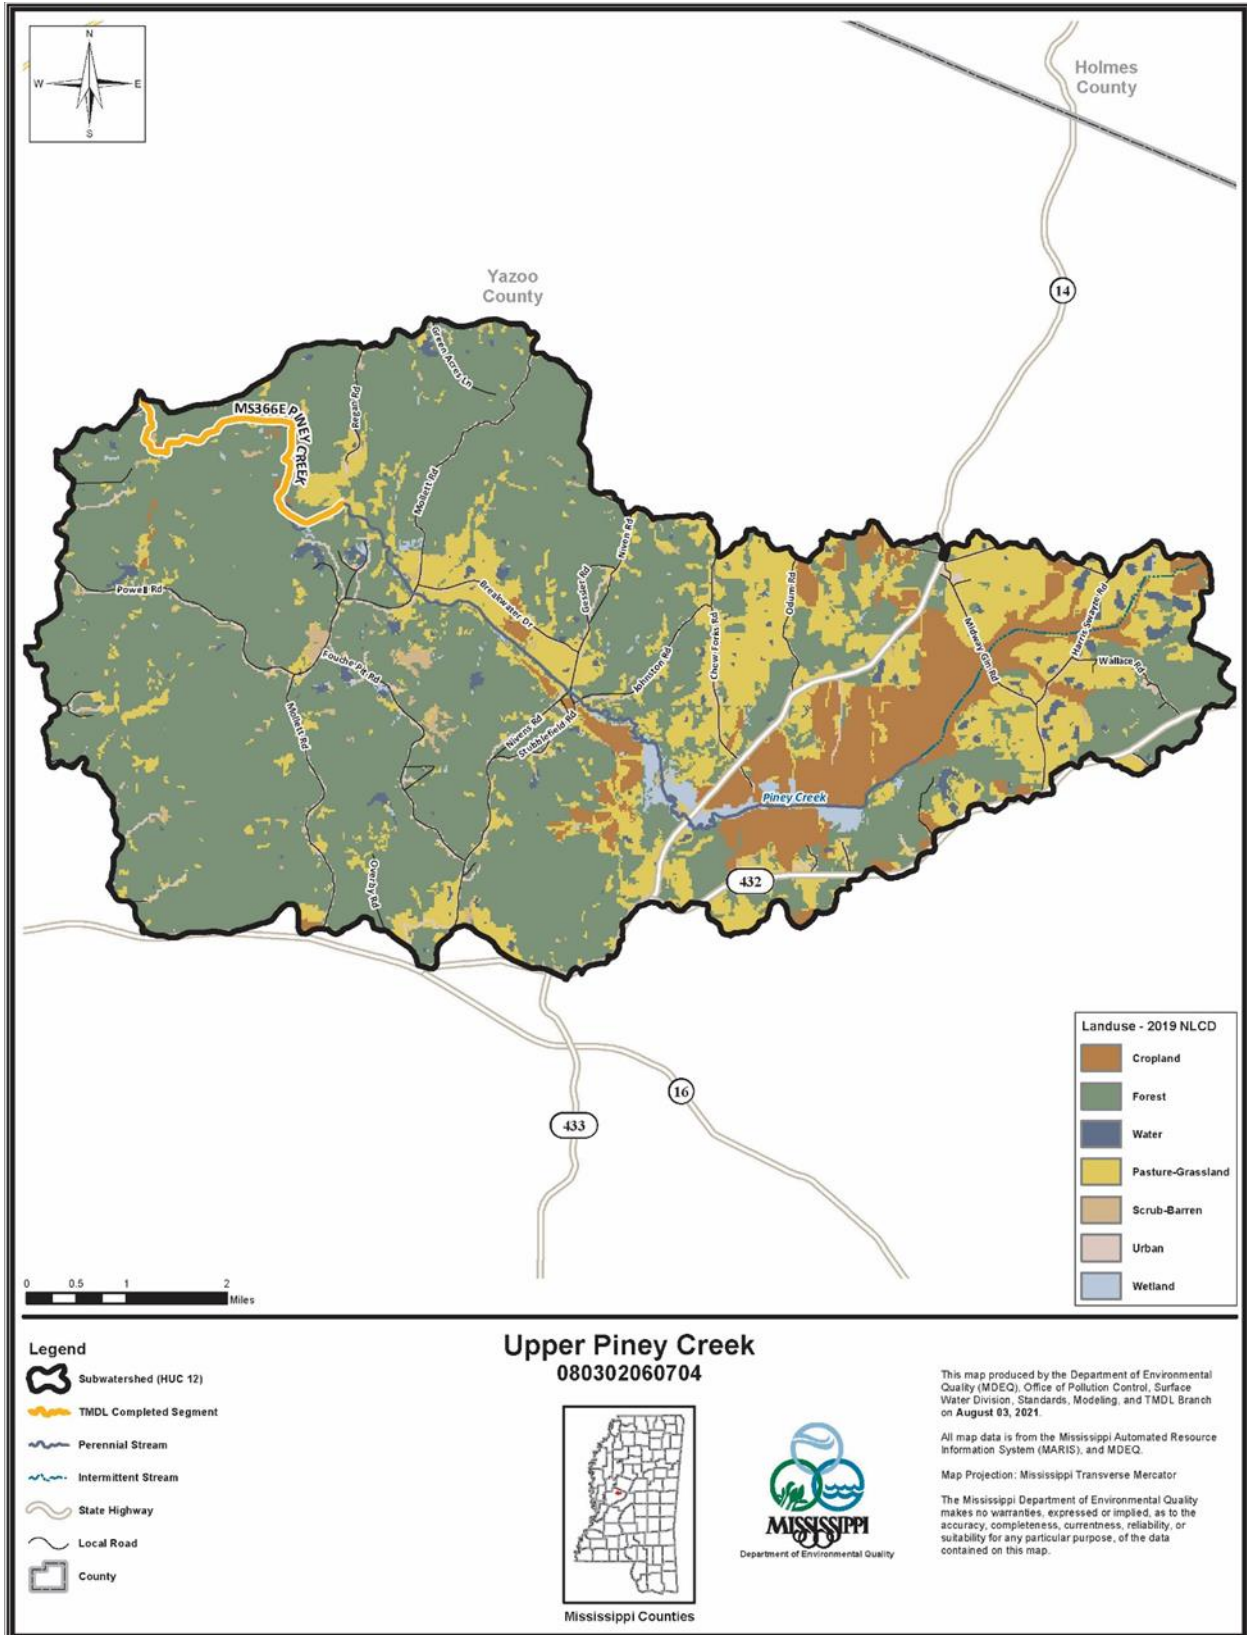 N
W E
S
Holmes
County
Yazoo
County
14
Green Acres Ln
Regan Rd
MS366E PINEY CREEK
Mollett Rd
Niven Rd
Powell Rd
Breakwater Dr
Gessner Rd
Odum Rd
Midway Gin Rd
Harris Swayze Rd
Wallace Rd
Johnston Rd
Chew Forks Rd
Fouche Pit Rd
Mollett Rd
Nivens Rd
Stubblefield Rd
Piney Creek
Overby Rd
432
16
433
Landuse - 2019 NLCD
Cropland
Forest
Water
Pasture-Grassland
Scrub-Barren
Urban
Wetland
0 0.5 1 2
Miles
Legend
Subwatershed (HUC 12)
TMDL Completed Segment
Perennial Stream
Intermittent Stream
State Highway
Local Road
County
Upper Piney Creek
080302060704
Mississippi Counties
MISSISSIPPI
Department of Environmental Quality
This map produced by the Department of Environmental
Quality (MDEQ), Office of Pollution Control, Surface
Water Division, Standards, Modeling, and TMDL Branch
on August 03, 2021.
All map data is from the Mississippi Automated Resource
Information System (MARIS), and MDEQ.
Map Projection: Mississippi Transverse Mercator
The Mississippi Department of Environmental Quality
makes no warranties, expressed or implied, as to the
accuracy, completeness, currentness, reliability, or
suitability for any particular purpose, of the data
contained on this map.